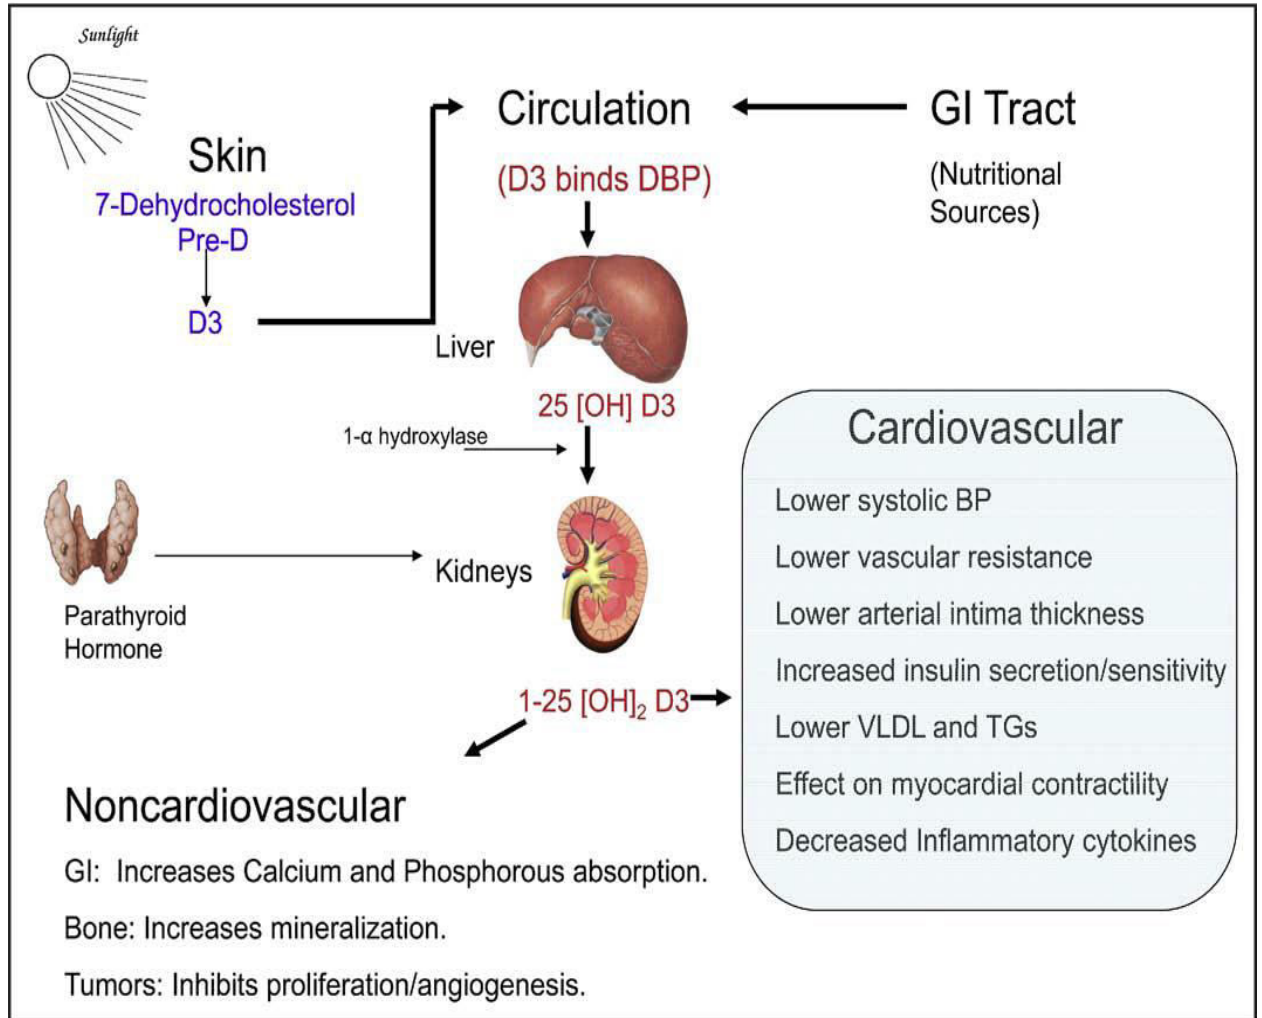 Sunlight
Skin
7-Dehydrocholesterol
Pre-D
D3
Circulation
(D3 binds DBP)
GI Tract
(Nutritional
Sources)
Liver
25 [OH] D3
1-α hydroxylase
Parathyroid
Hormone
Kidneys
1-25 [OH]₂ D3
Cardiovascular
Lower systolic BP
Lower vascular resistance
Lower arterial intima thickness
Increased insulin secretion/sensitivity
Lower VLDL and TGs
Effect on myocardial contractility
Decreased Inflammatory cytokines
Noncardiovascular
GI: Increases Calcium and Phosphorous absorption.
Bone: Increases mineralization.
Tumors: Inhibits proliferation/angiogenesis.